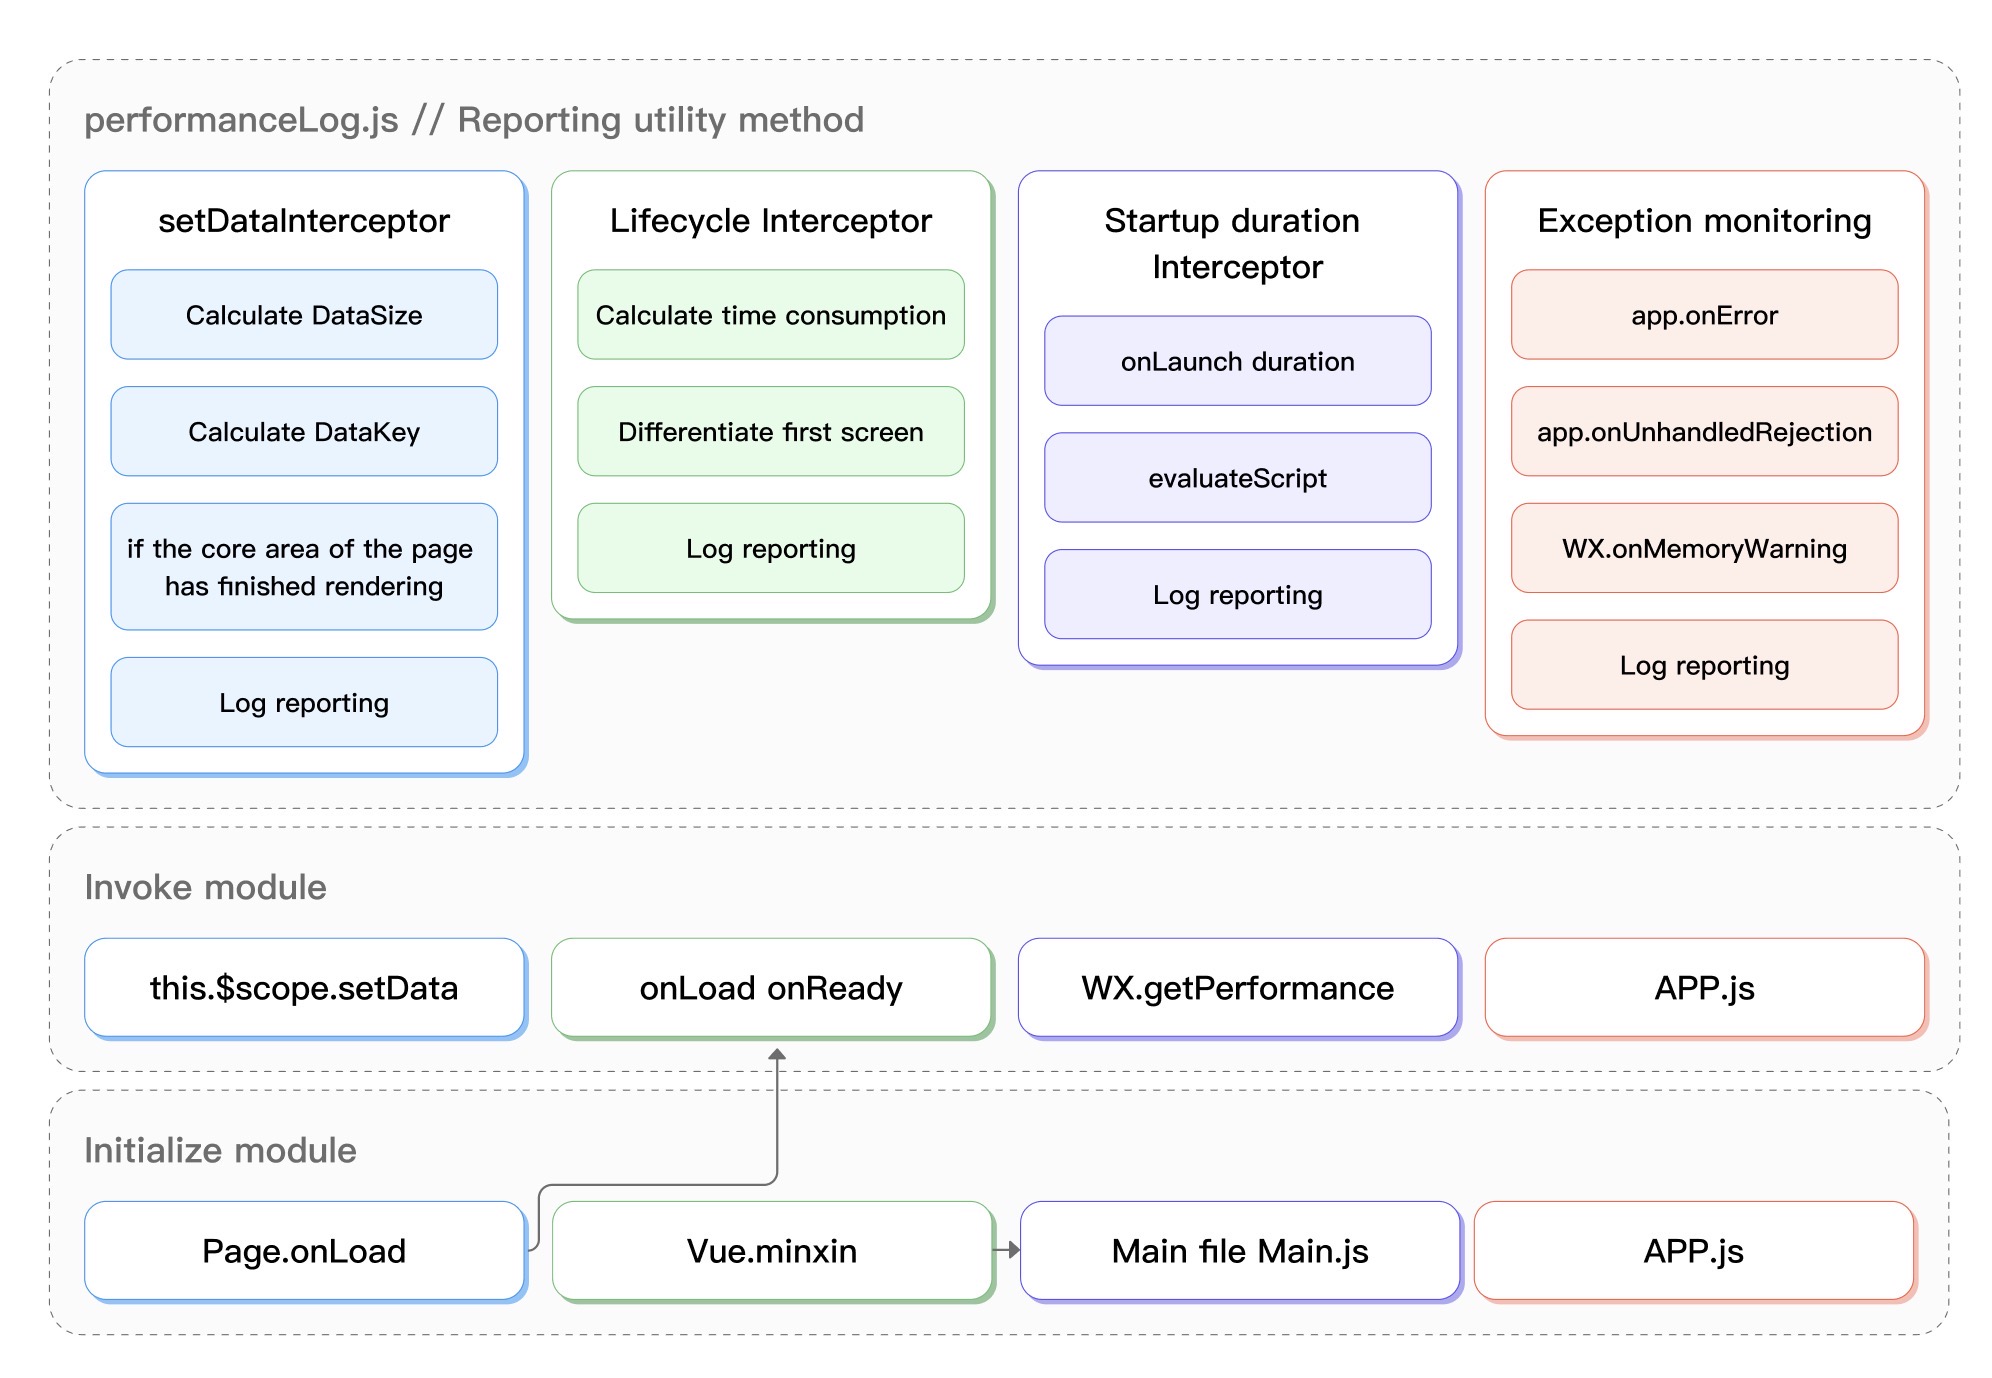 performanceLog.js // Reporting utility method
setDataInterceptor
Calculate DataSize
Calculate DataKey
if the core area of the page
has finished rendering
Log reporting
Lifecycle Interceptor
Calculate time consumption
Differentiate first screen
Log reporting
Startup duration
Interceptor
onLaunch duration
evaluateScript
Log reporting
Exception monitoring
app.onError
app.onUnhandledRejection
WX.onMemoryWarning
Log reporting
Invoke module
this.$scope.setData
onLoad onReady
WX.getPerformance
APP.js
Initialize module
Page.onLoad
Vue.minxin
Main file Main.js
APP.js